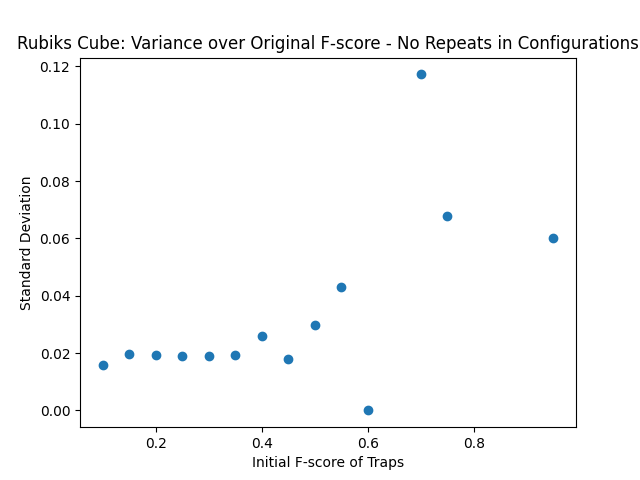 Rubiks Cube: Variance over Original F-score - No Repeats in Configurations
0.12
0.10
0.08
0.06
0.04
0.02
0.00
Standard Deviation
0.2 0.4 0.6 0.8
Initial F-score of Traps